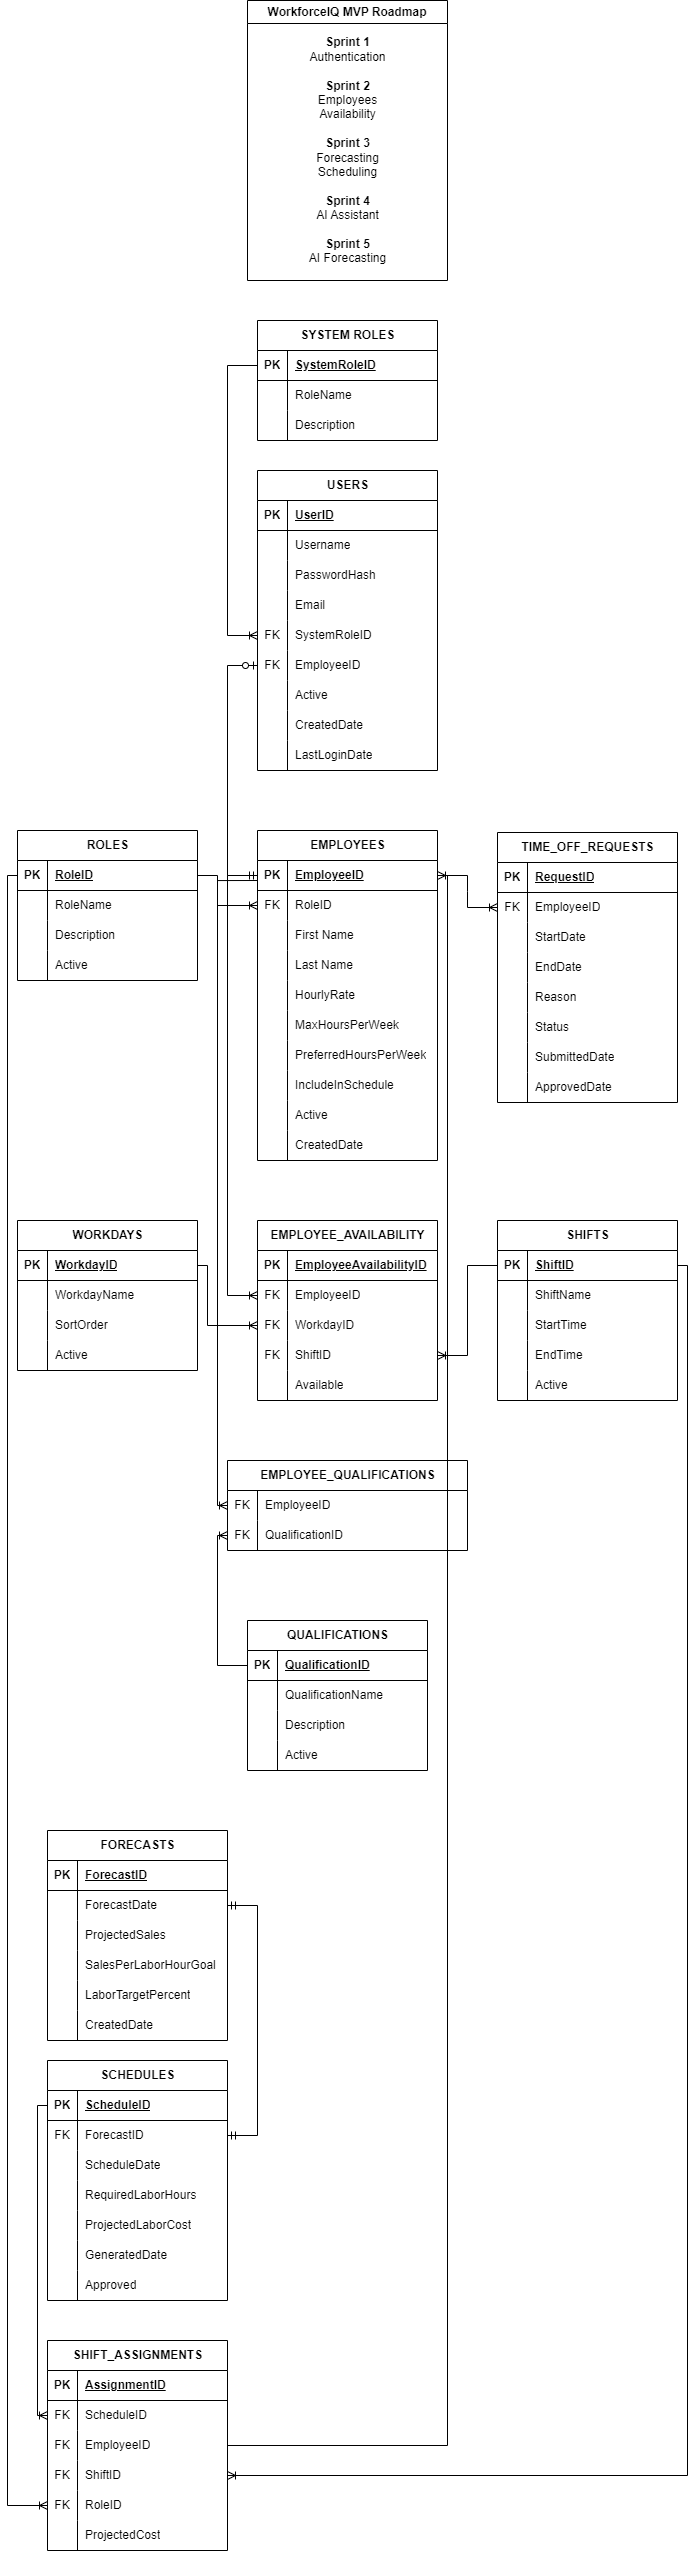 WorkforceIQ MVP Roadmap
Sprint 1
Authentication
Sprint 2
Employees
Availability
Sprint 3
Forecasting
Scheduling
Sprint 4
AI Assistant
Sprint 5
AI Forecasting
SYSTEM ROLES
PK SystemRoleID
RoleName
Description
USERS
PK UserID
Username
PasswordHash
Email
FK SystemRoleID
FK EmployeeID
Active
CreatedDate
LastLoginDate
ROLES
PK RoleID
RoleName
Description
Active
EMPLOYEES
PK EmployeeID
FK RoleID
First Name
Last Name
HourlyRate
MaxHoursPerWeek
PreferredHoursPerWeek
IncludeInSchedule
Active
CreatedDate
TIME_OFF_REQUESTS
PK RequestID
FK EmployeeID
StartDate
EndDate
Reason
Status
SubmittedDate
ApprovedDate
WORKDAYS
PK WorkdayID
WorkdayName
SortOrder
Active
EMPLOYEE_AVAILABILITY
PK EmployeeAvailabilityID
FK EmployeeID
FK WorkdayID
FK ShiftID
Available
SHIFTS
PK ShiftID
ShiftName
StartTime
EndTime
Active
EMPLOYEE_QUALIFICATIONS
FK EmployeeID
FK QualificationID
QUALIFICATIONS
PK QualificationID
QualificationName
Description
Active
FORECASTS
PK ForecastID
ForecastDate
ProjectedSales
SalesPerLaborHourGoal
LaborTargetPercent
CreatedDate
SCHEDULES
PK ScheduleID
FK ForecastID
ScheduleDate
RequiredLaborHours
ProjectedLaborCost
GeneratedDate
Approved
SHIFT_ASSIGNMENTS
PK AssignmentID
FK ScheduleID
FK EmployeeID
FK ShiftID
FK RoleID
ProjectedCost